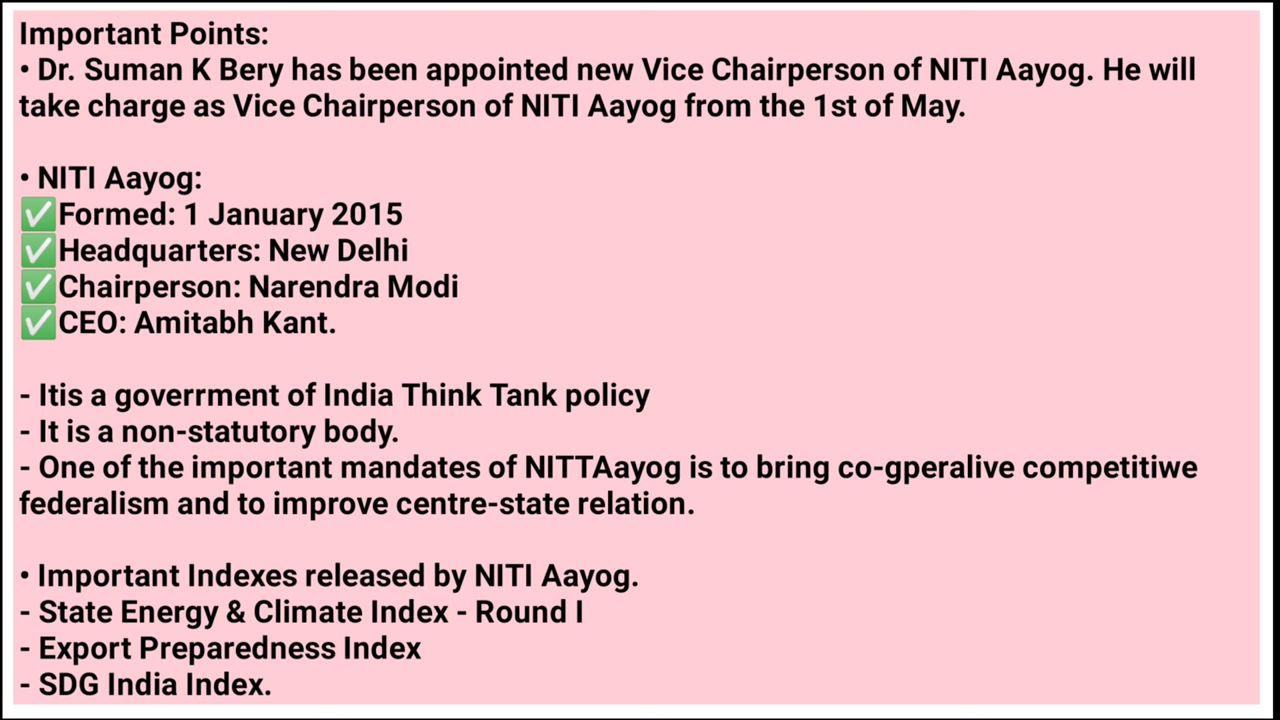 Important Points:
• Dr. Suman K Bery has been appointed new Vice Chairperson of NITI Aayog. He will
take charge as Vice Chairperson of NITI Aayog from the 1st of May.
• NITI Aayog:
✅Formed: 1 January 2015
✅Headquarters: New Delhi
✅Chairperson: Narendra Modi
✅CEO: Amitabh Kant.
- Itis a goverrment of India Think Tank policy
- It is a non-statutory body.
- One of the important mandates of NITTAayog is to bring co-gperalive competitiwe
federalism and to improve centre-state relation.
• Important Indexes released by NITI Aayog.
- State Energy & Climate Index - Round I
- Export Preparedness Index
- SDG India Index.